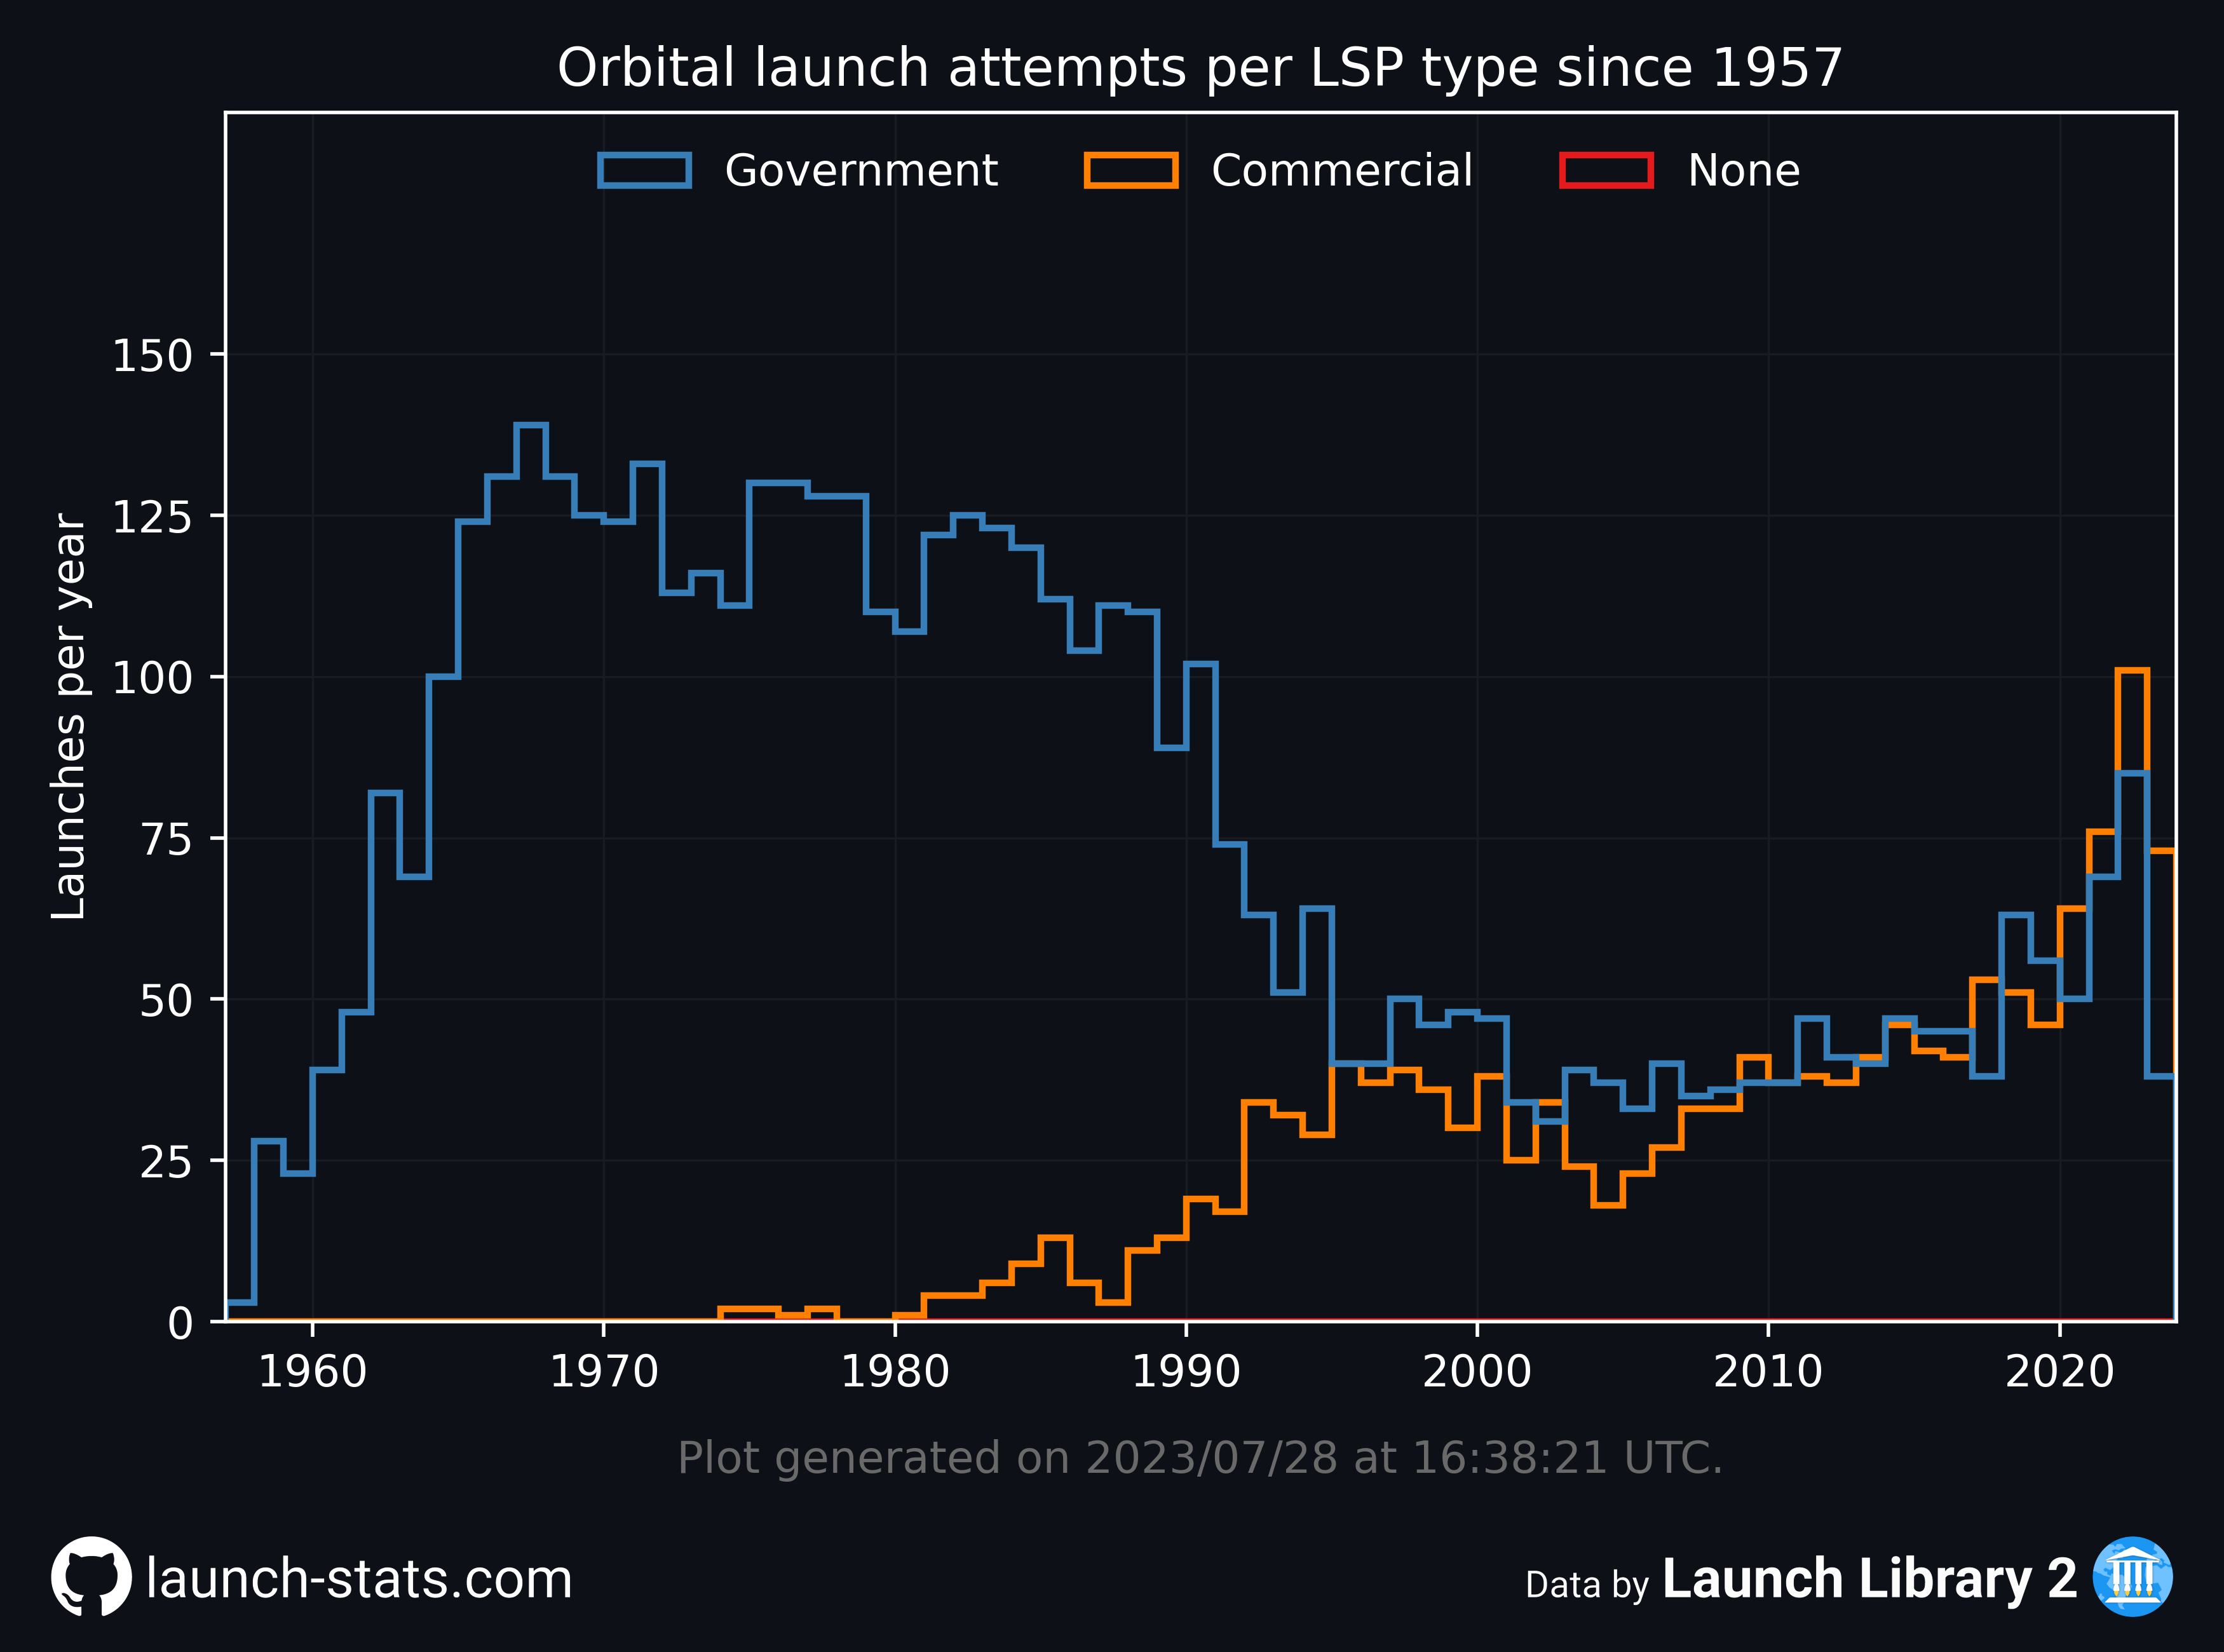 Orbital launch attempts per LSP type since 1957
Government Commercial None
Launches per year
150
125
100
75
50
25
0
1960 1970 1980 1990 2000 2010 2020
Plot generated on 2023/07/28 at 16:38:21 UTC.
launch-stats.com
Data by Launch Library 2